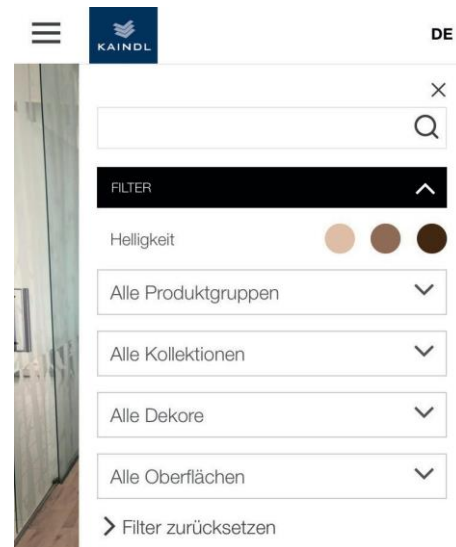 KAINDL
DE
FILTER
Helligkeit
Alle Produktgruppen
Alle Kollektionen
Alle Dekore
Alle Oberflächen
Filter zurücksetzen